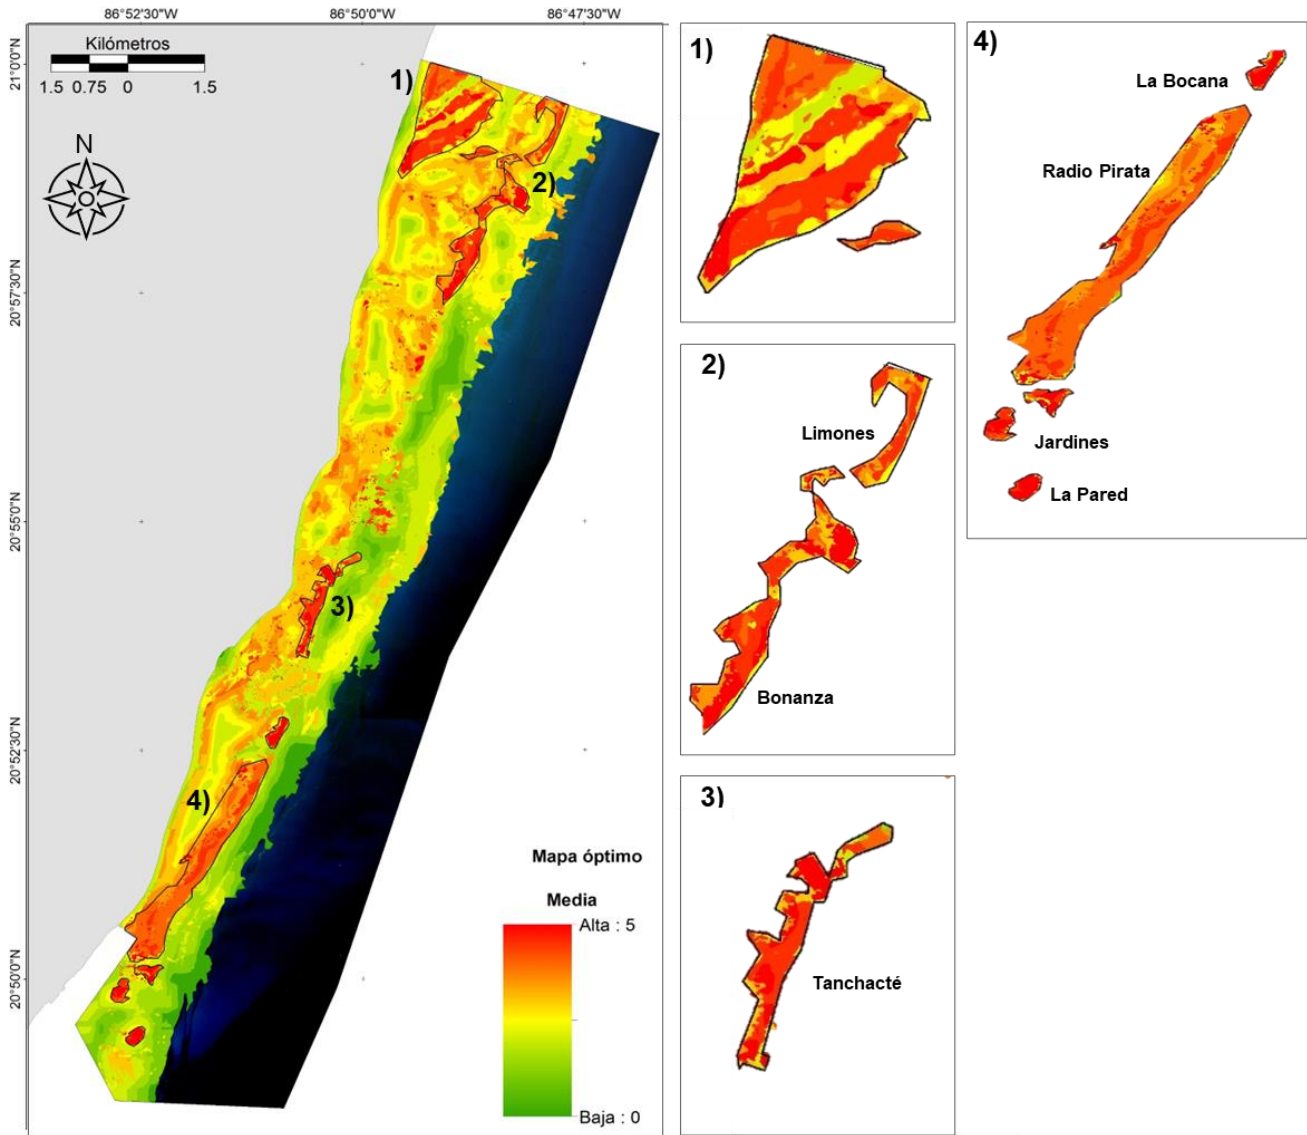 86°52'30"W 86°50'0"W 86°47'30"W
Kilómetros
1.5 0.75 0 1.5
N
21°0'0"N
20°57'30"N
20°55'0"N
20°52'30"N
20°50'0"N
1)
2)
3)
4)
Mapa óptimo
Media
Alta : 5
Baja : 0
1)
2)
Limones
Bonanza
3)
Tanchacté
4)
La Bocana
Radio Pirata
Jardines
La Pared